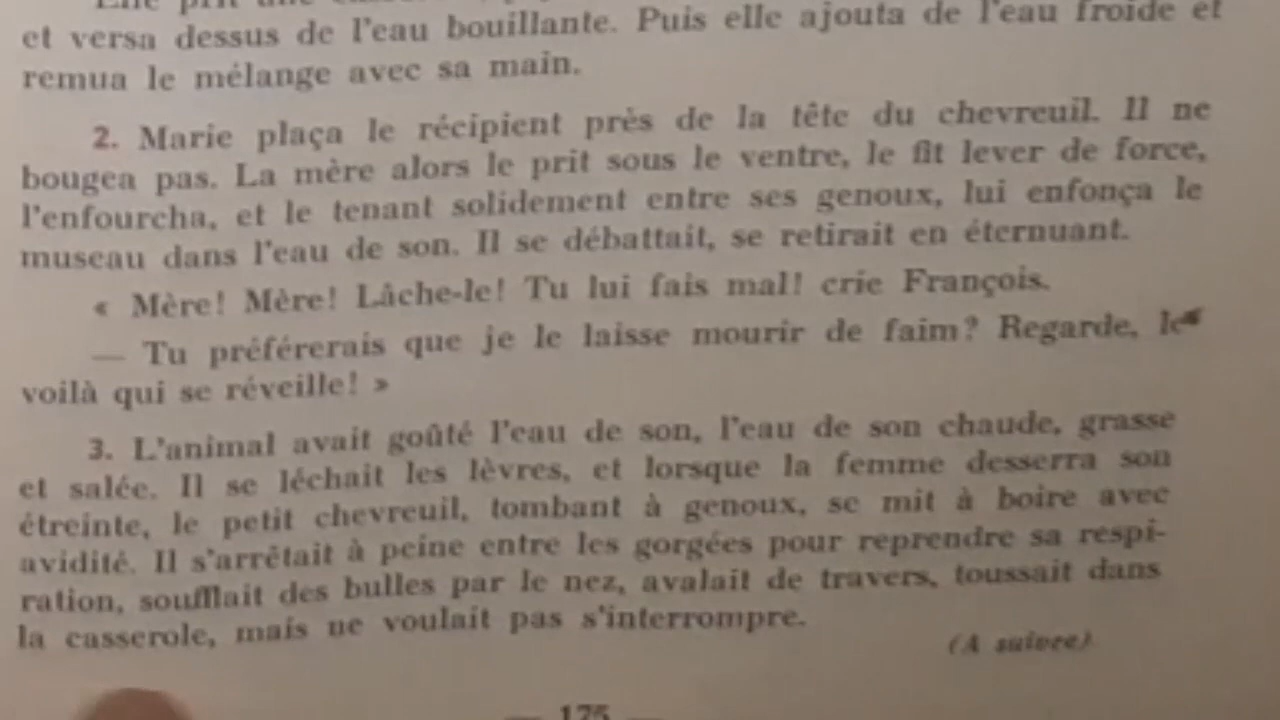 Elle prit une
et versa dessus de l'eau bouillante. Puis elle ajouta de l'eau froide et
remua le mélange avec sa main.
2. Marie plaça le récipient près de la tête du chevreuil. Il ne
bougea pas. La mère alors le prit sous le ventre, le fit lever de force,
l'enfourcha, et le tenant solidement entre ses genoux, lui enfonça le
museau dans l'eau de son. Il se débattait, se retirait en éternuant.
« Mère! Mère! Lâche-le! Tu lui fais mal! crie François.
— Tu préférerais que je le laisse mourir de faim? Regarde, le
voilà qui se réveille! »
3. L'animal avait goûté l'eau de son, l'eau de son chaude, grasse
et salée. Il se léchait les lèvres, et lorsque la femme desserra son
étreinte, le petit chevreuil, tombant à genoux, se mit à boire avec
avidité. Il s'arrêtait à peine entre les gorgées pour reprendre sa respi-
ration, soufflait des bulles par le nez, avalait de travers, toussait dans
la casserole, mais ne voulait pas s'interrompre.
(A suivre)
— 175 —